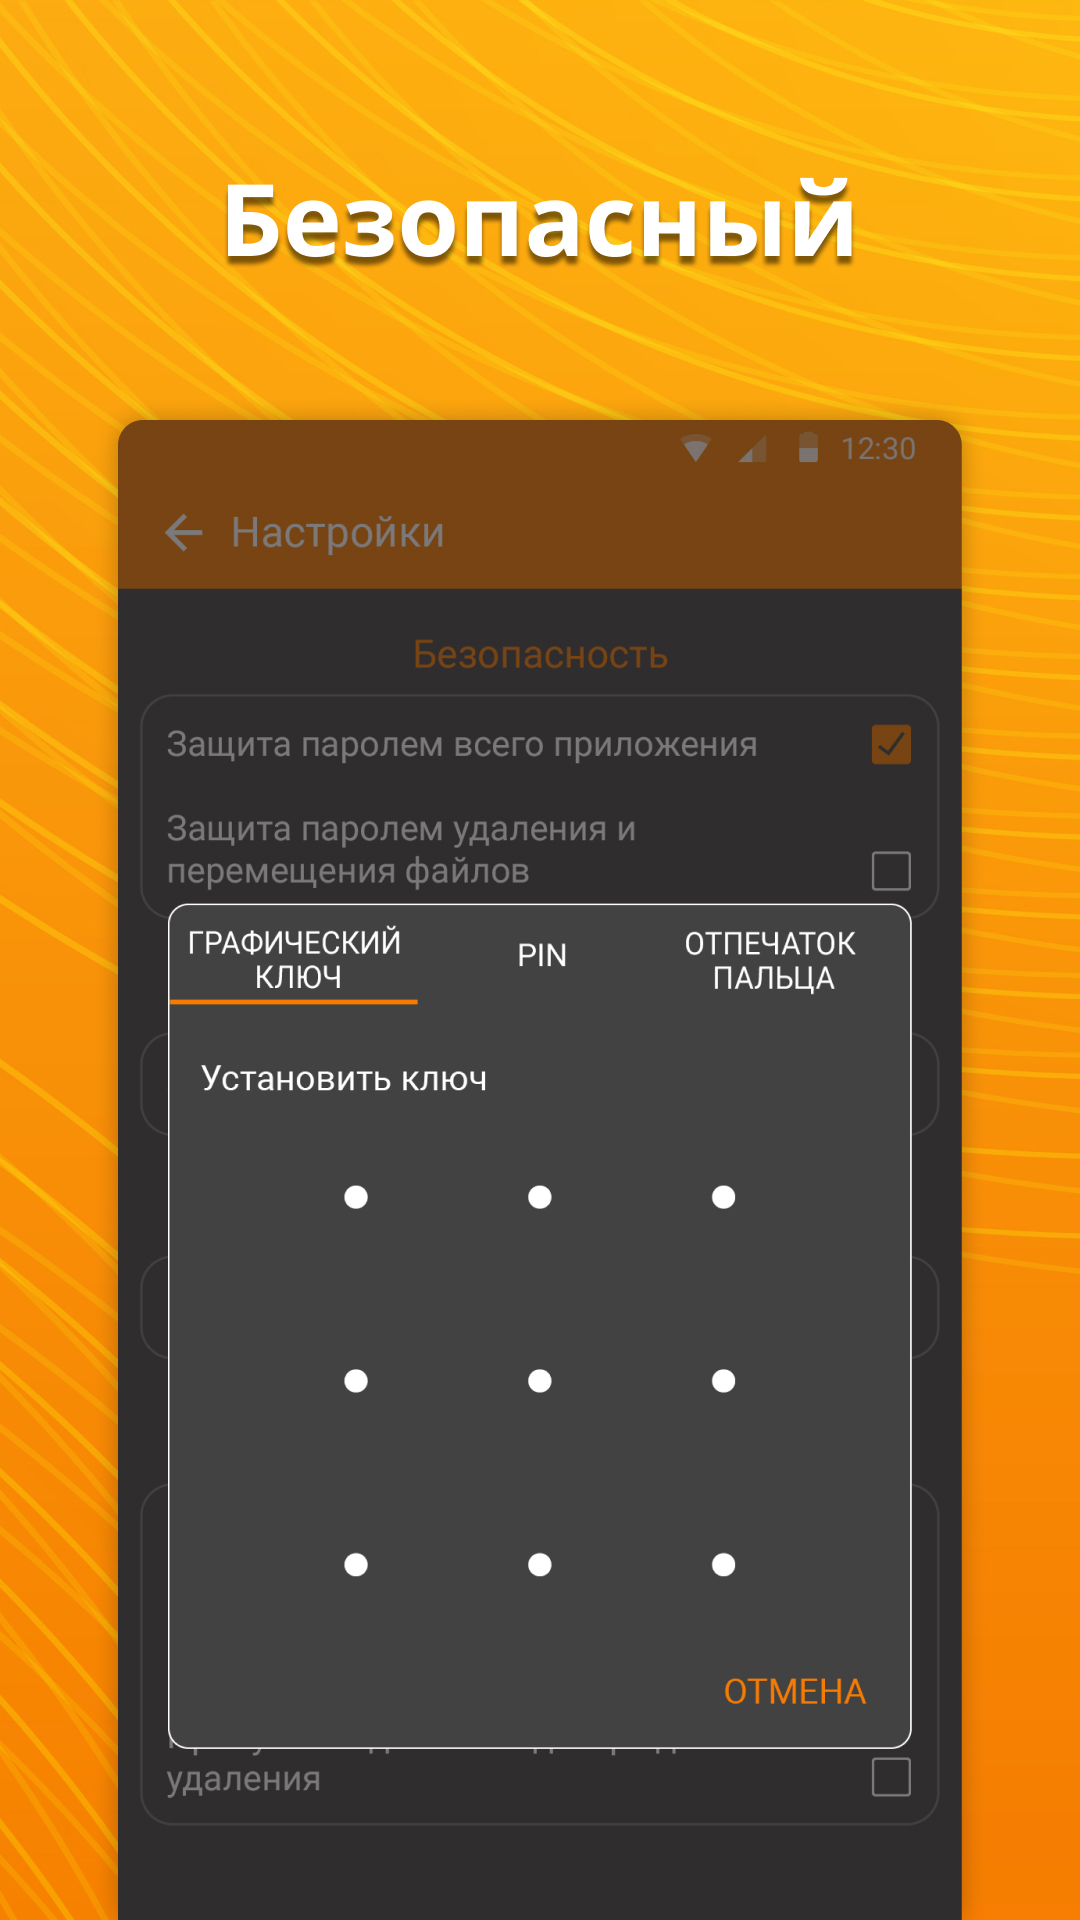 Безопасный
12:30
Настройки
Безопасность
Защита паролем всего приложения
Защита паролем удаления и
перемещения файлов
ГРАФИЧЕСКИЙ
КЛЮЧ
PIN
ОТПЕЧАТОК
ПАЛЬЦА
Установить ключ
ОТМЕНА
удаления